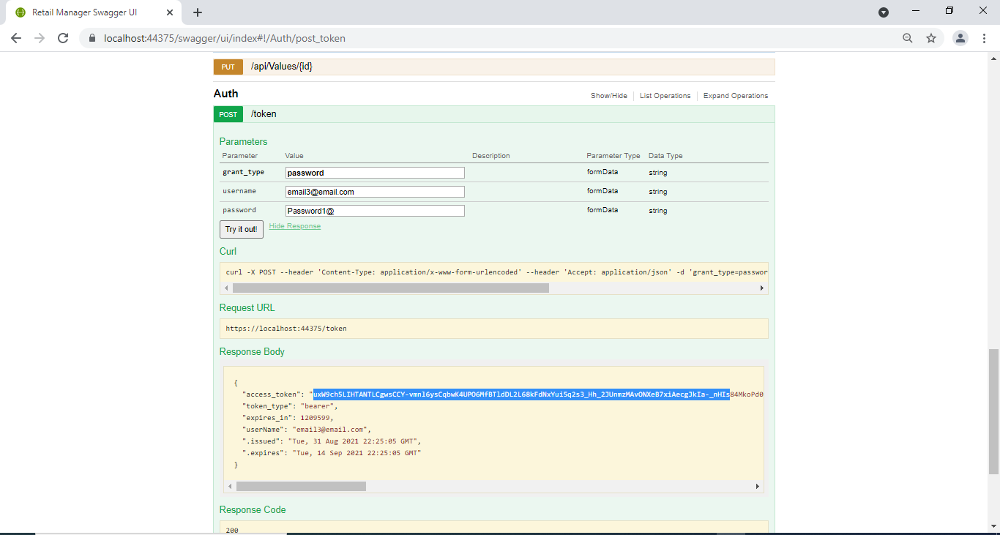 Retail Manager Swagger UI
localhost:44375/swagger/ui/index#!/Auth/post_token
PUT /api/Values/{id}
Auth Show/Hide List Operations Expand Operations
POST /token
Parameters
Parameter Value Description Parameter Type Data Type
grant_type password formData string
username email3@email.com formData string
password Password1@ formData string
Try it out! Hide Response
Curl
curl -X POST --header 'Content-Type: application/x-www-form-urlencoded' --header 'Accept: application/json' -d 'grant_type=passwor
Request URL
https://localhost:44375/token
Response Body
{
"access_token": "uxW9ch5LIHTANTLCgwsCCY-vmnl6ysCqbwK4UPO6MfBTldDL2L68kFdNxYui5q2s3_Hh_2JUnmzMAvONXeB7xiAecgJkIa-_nHIs84MkoPd0
"token_type": "bearer",
"expires_in": 1209599,
"userName": "email3@email.com",
".issued": "Tue, 31 Aug 2021 22:25:05 GMT",
".expires": "Tue, 14 Sep 2021 22:25:05 GMT"
}
Response Code
200